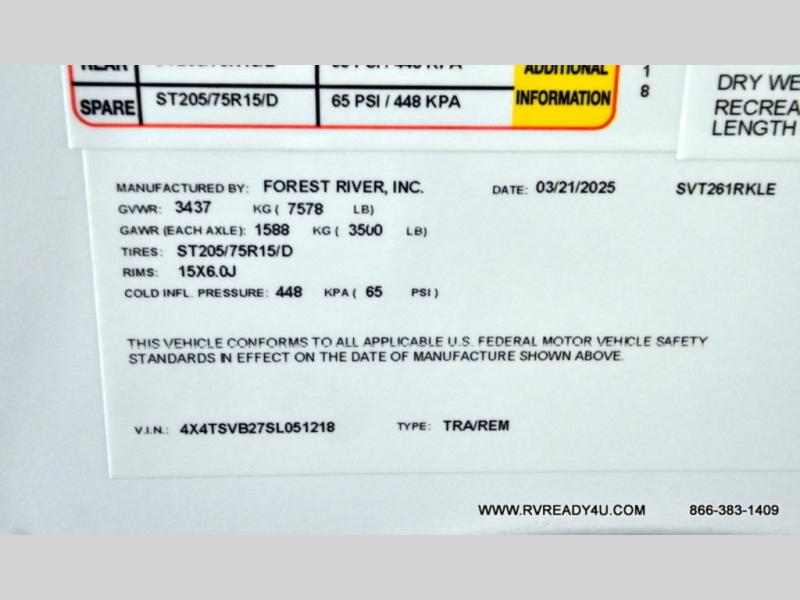 REAR
ADDITIONAL
SPARE ST205/75R15/D 65 PSI / 448 KPA INFORMATION
1
8
DRY WE
RECREA
LENGTH
MANUFACTURED BY: FOREST RIVER, INC. DATE: 03/21/2025 SVT261RKLE
GVWR: 3437 KG ( 7578 LB)
GAWR (EACH AXLE): 1588 KG ( 3500 LB)
TIRES: ST205/75R15/D
RIMS: 15X6.0J
COLD INFL. PRESSURE: 448 KPA ( 65 PSI )
THIS VEHICLE CONFORMS TO ALL APPLICABLE U.S. FEDERAL MOTOR VEHICLE SAFETY
STANDARDS IN EFFECT ON THE DATE OF MANUFACTURE SHOWN ABOVE.
V.I.N.: 4X4TSVB27SL051218 TYPE: TRA/REM
WWW.RVREADY4U.COM 866-383-1409